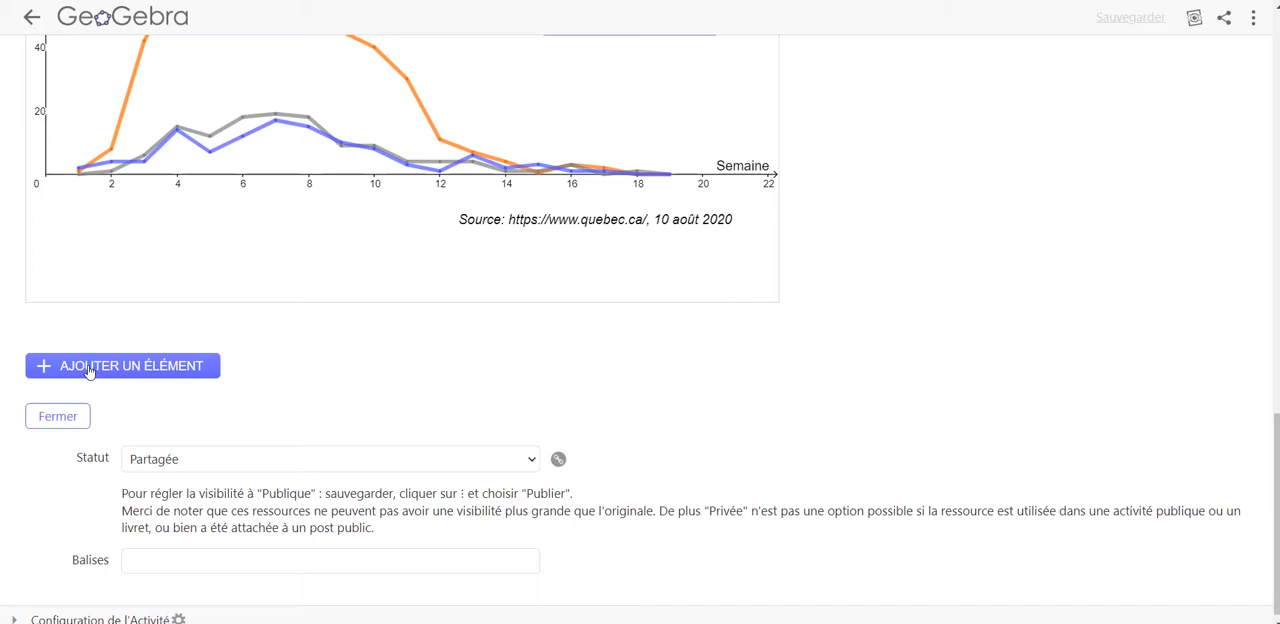 GeoGebra
Sauvegarder
40
20
Semaine
0 2 4 6 8 10 12 14 16 18 20 22
Source: https://www.quebec.ca/, 10 août 2020
AJOUTER UN ÉLÉMENT
Fermer
Statut Partagée
Pour régler la visibilité à "Publique" : sauvegarder, cliquer sur ⋮ et choisir "Publier".
Merci de noter que ces ressources ne peuvent pas avoir une visibilité plus grande que l'originale. De plus "Privée" n'est pas une option possible si la ressource est utilisée dans une activité publique ou un
livret, ou bien a été attachée à un post public.
Balises
Configuration de l'Activité